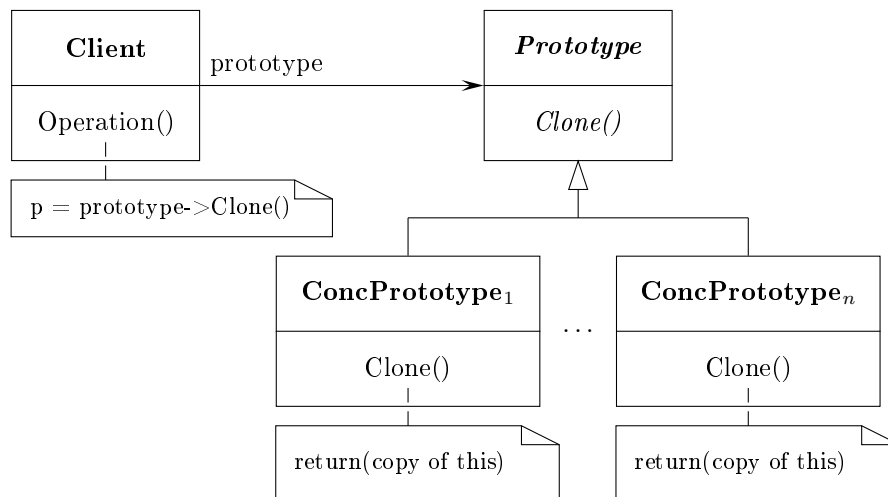 Client
prototype
Prototype
Operation()
Clone()
p = prototype->Clone()
ConcPrototype₁
ConcPrototypeₙ
...
Clone()
Clone()
return(copy of this)
return(copy of this)